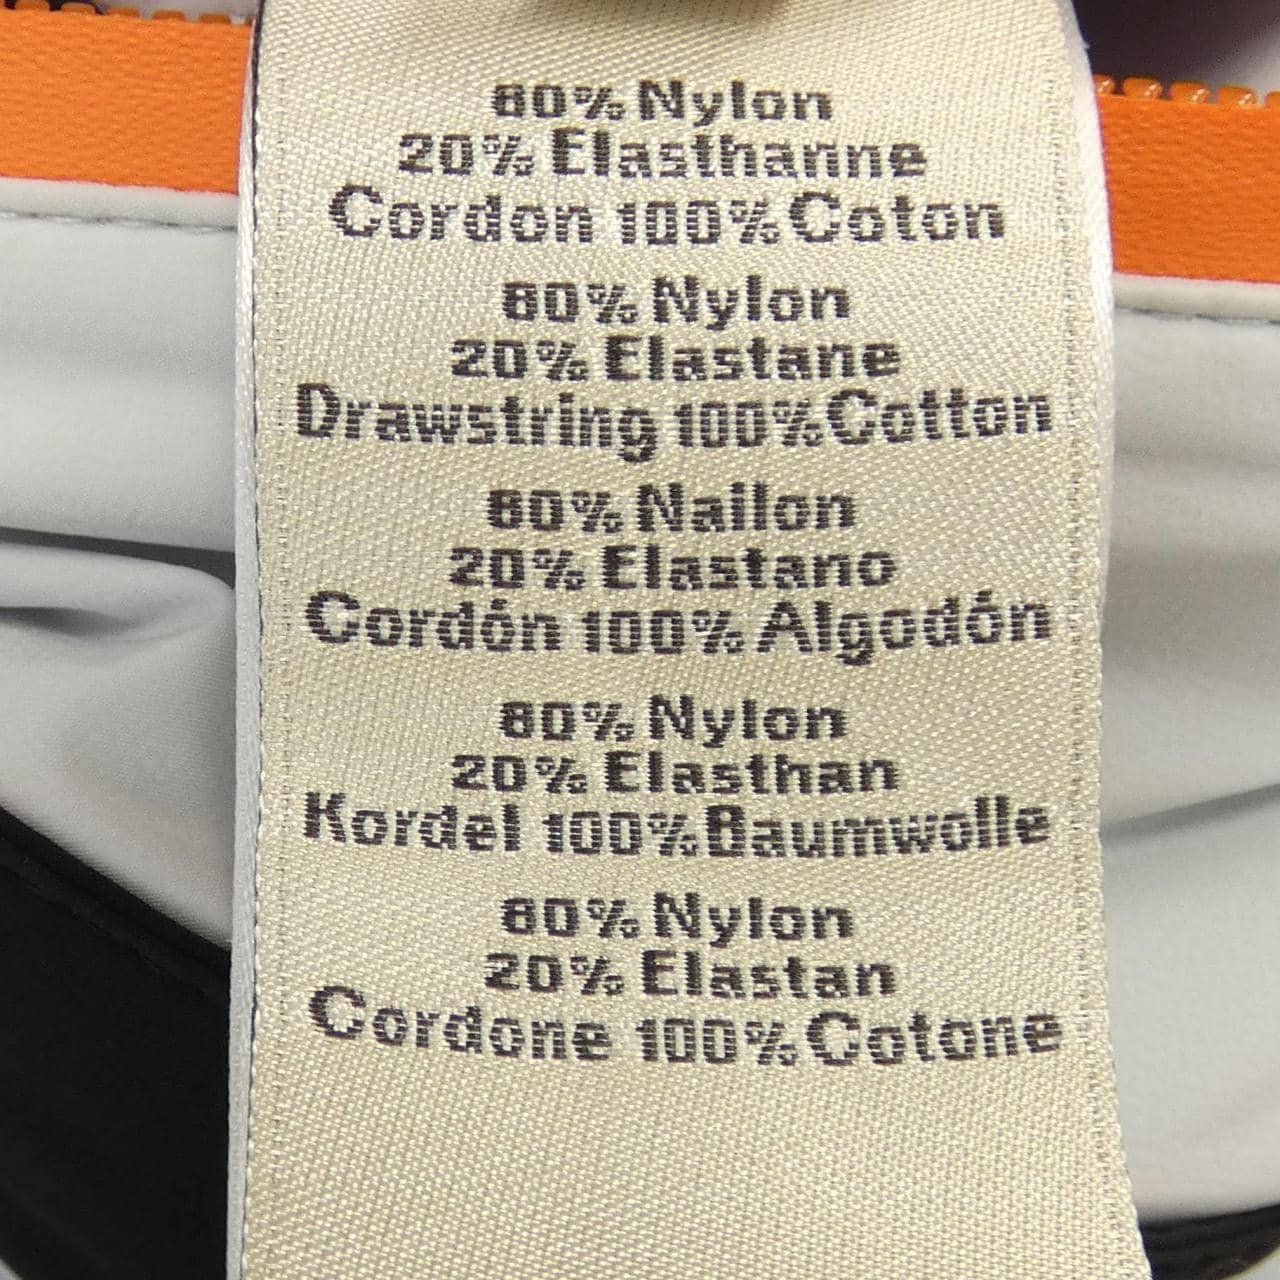 80% Nylon
20% Elasthanne
Cordon 100% Coton
80% Nylon
20% Elastane
Drawstring 100% Cotton
80% Nailon
20% Elastano
Cordón 100% Algodón
80% Nylon
20% Elasthan
Kordel 100% Baumwolle
80% Nylon
20% Elastan
Cordone 100% Cotone